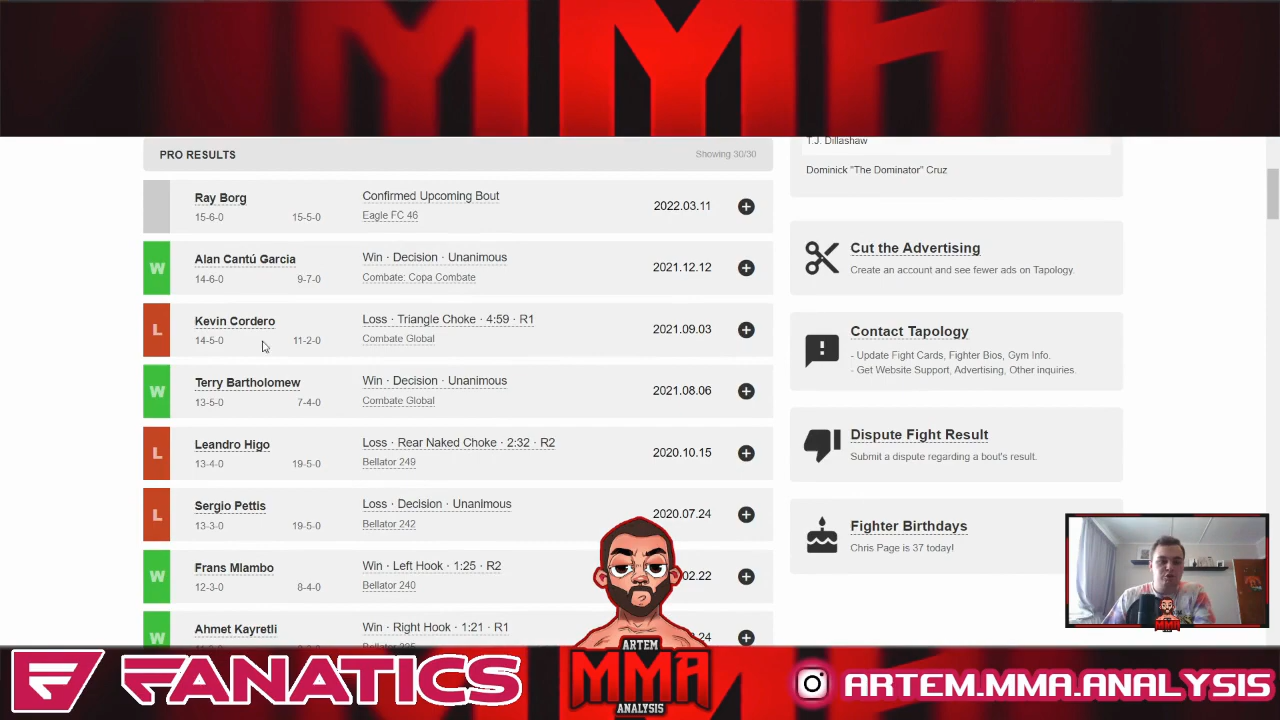 MMA
PRO RESULTS
Showing 30/30
Ray Borg
Confirmed Upcoming Bout
15-6-0
15-5-0
Eagle FC 46
2022.03.11
W
Alan Cantú Garcia
Win · Decision · Unanimous
14-6-0
9-7-0
Combate: Copa Combate
2021.12.12
L
Kevin Cordero
Loss · Triangle Choke · 4:59 · R1
14-5-0
11-2-0
Combate Global
2021.09.03
W
Terry Bartholomew
Win · Decision · Unanimous
13-5-0
7-4-0
Combate Global
2021.08.06
L
Leandro Higo
Loss · Rear Naked Choke · 2:32 · R2
13-4-0
19-5-0
Bellator 249
2020.10.15
L
Sergio Pettis
Loss · Decision · Unanimous
13-3-0
19-5-0
Bellator 242
2020.07.24
W
Frans Mlambo
Win · Left Hook · 1:25 · R2
12-3-0
8-4-0
Bellator 240
02.22
W
Ahmet Kayretli
Win · Right Hook · 1:21 · R1
.24
T.J. Dillashaw
Dominick "The Dominator" Cruz
Cut the Advertising
Create an account and see fewer ads on Tapology.
Contact Tapology
- Update Fight Cards, Fighter Bios, Gym Info.
- Get Website Support, Advertising, Other inquiries.
Dispute Fight Result
Submit a dispute regarding a bout's result.
Fighter Birthdays
Chris Page is 37 today!
MMA
FANATICS
ARTEM
MMA
ANALYSIS
ARTEM.MMA.ANALYSIS